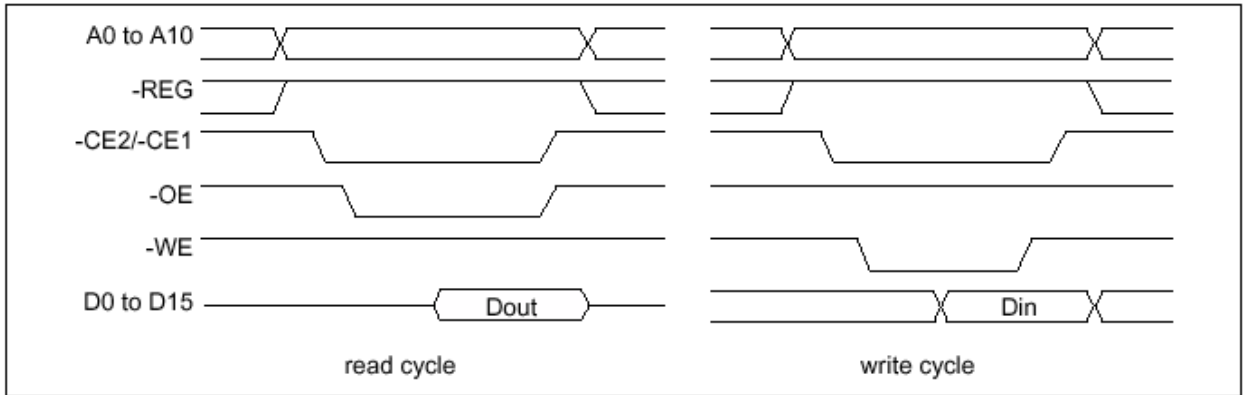 A0 to A10
-REG
-CE2/-CE1
-OE
-WE
D0 to D15 Dout Din
read cycle write cycle